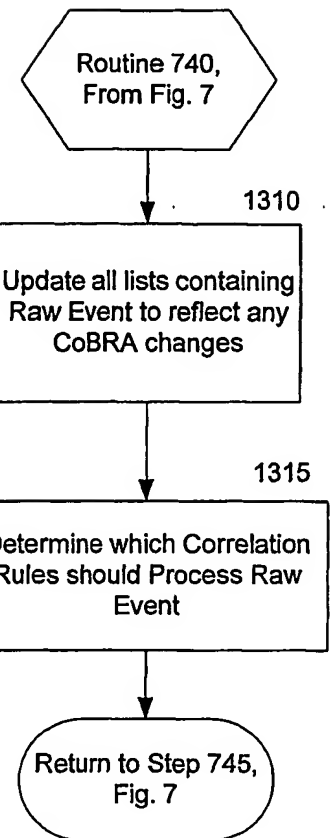 Routine 740,
From Fig. 7
1310
Update all lists containing
Raw Event to reflect any
CoBRA changes
1315
Determine which Correlation
Rules should Process Raw
Event
Return to Step 745,
Fig. 7